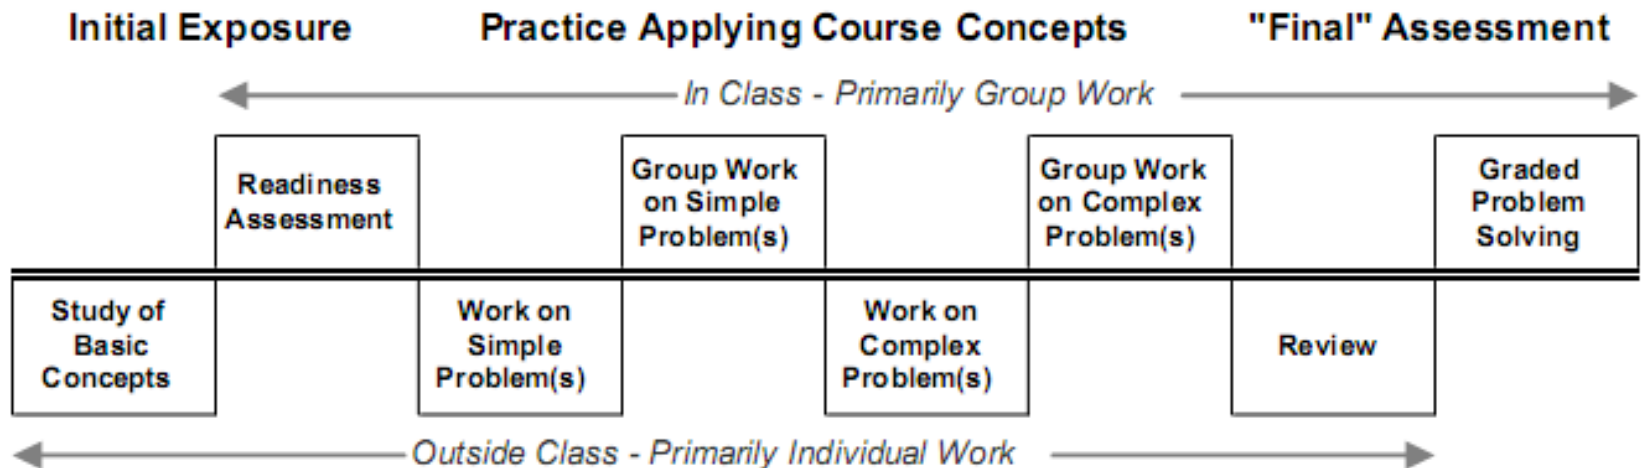 Initial Exposure
Practice Applying Course Concepts
"Final" Assessment
In Class - Primarily Group Work
Readiness
Assessment
Group Work
on Simple
Problem(s)
Group Work
on Complex
Problem(s)
Graded
Problem
Solving
Study of
Basic
Concepts
Work on
Simple
Problem(s)
Work on
Complex
Problem(s)
Review
Outside Class - Primarily Individual Work